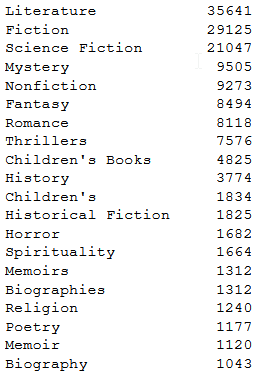 Literature 35641
Fiction 29125
Science Fiction 21047
Mystery 9505
Nonfiction 9273
Fantasy 8494
Romance 8118
Thrillers 7576
Children's Books 4825
History 3774
Children's 1834
Historical Fiction 1825
Horror 1682
Spirituality 1664
Memoirs 1312
Biographies 1312
Religion 1240
Poetry 1177
Memoir 1120
Biography 1043